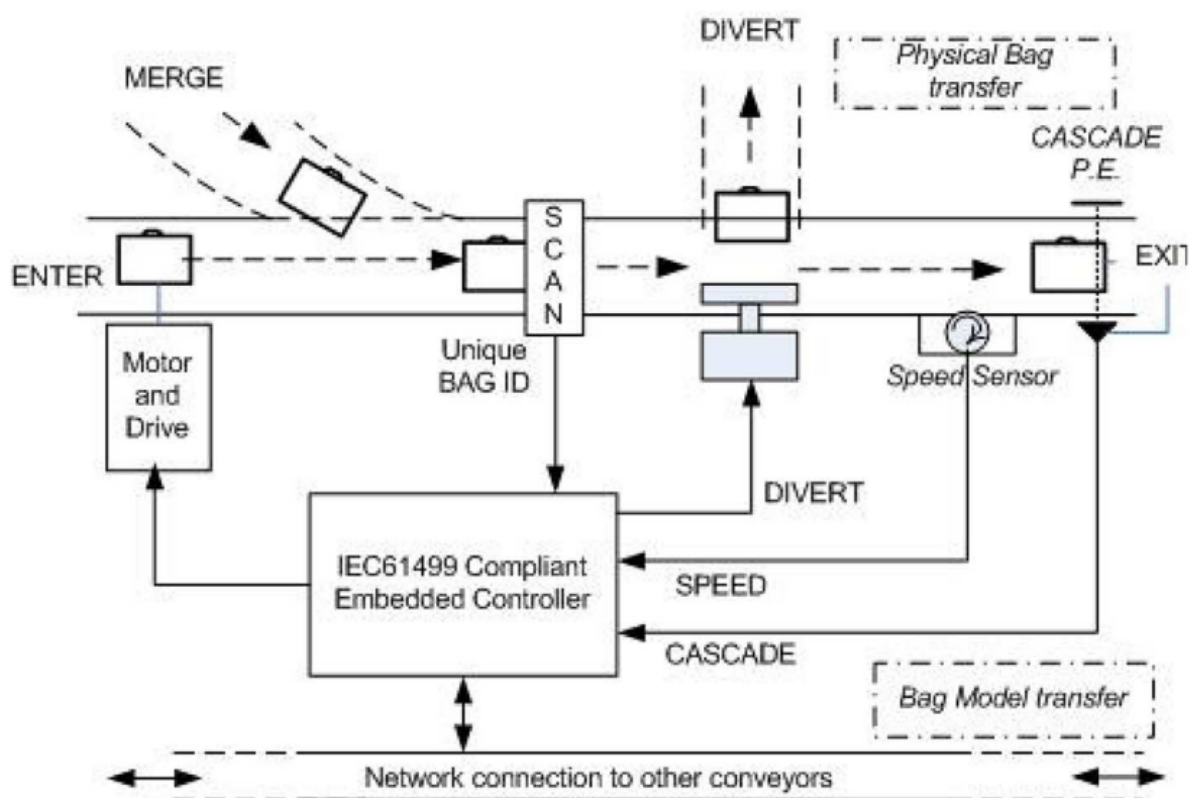 DIVERT
Physical Bag
transfer
MERGE
CASCADE
P.E.
S
C
A
N
ENTER
EXIT
Motor
and
Drive
Unique
BAG ID
Speed Sensor
DIVERT
IEC61499 Compliant
Embedded Controller
SPEED
CASCADE
Bag Model transfer
Network connection to other conveyors